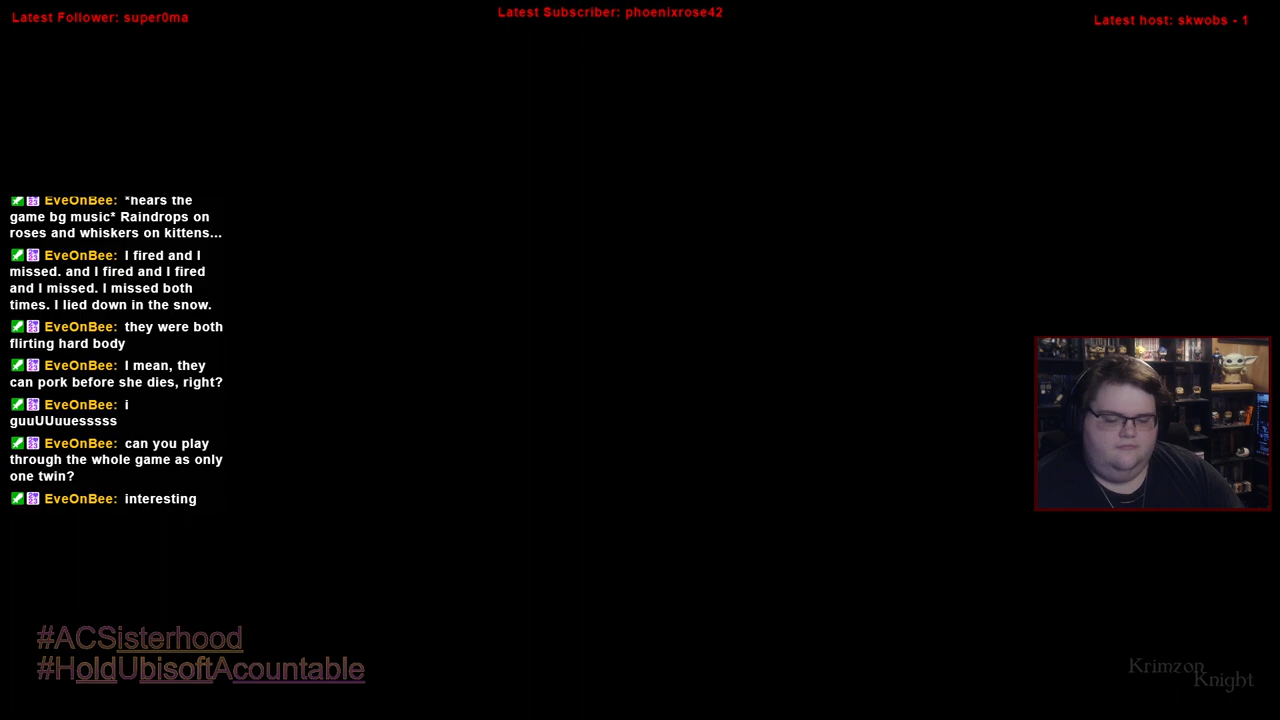 Latest Follower: super0ma
Latest Subscriber: phoenixrose42
Latest host: skwobs - 1
EveOnBee: *hears the
game bg music* Raindrops on
roses and whiskers on kittens...
EveOnBee: I fired and I
missed. and I fired and I fired
and I missed. I missed both
times. I lied down in the snow.
EveOnBee: they were both
flirting hard body
EveOnBee: I mean, they
can pork before she dies, right?
EveOnBee: i
guuUUuuesssss
EveOnBee: can you play
through the whole game as only
one twin?
EveOnBee: interesting
#ACSisterhood
#HoldUbisoftAcountable
Krimzon
Knight